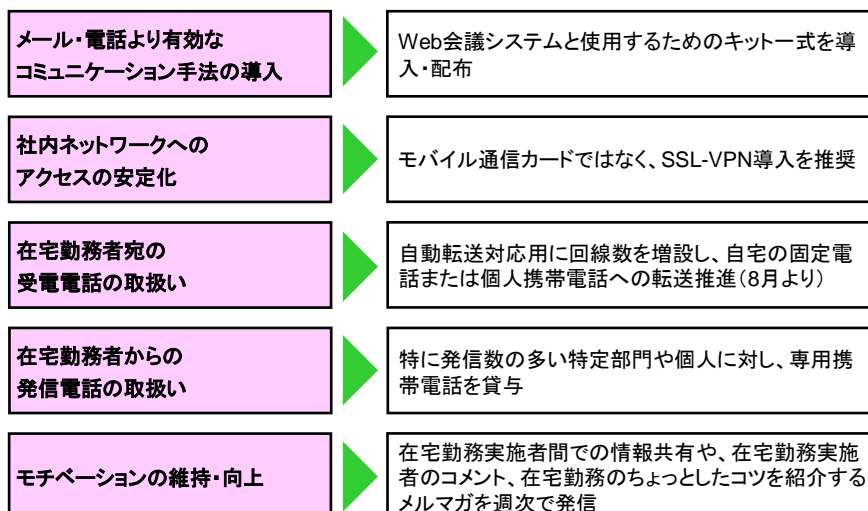 メール・電話より有効な
コミュニケーション手法の導入
Web会議システムと使用するためのキット一式を導
入・配布
社内ネットワークへの
アクセスの安定化
モバイル通信カードではなく、SSL-VPN導入を推奨
在宅勤務者宛の
受電電話の取扱い
自動転送対応用に回線数を増設し、自宅の固定電
話または個人携帯電話への転送推進(8月より)
在宅勤務者からの
発信電話の取扱い
特に発信数の多い特定部門や個人に対し、専用携
帯電話を貸与
モチベーションの維持・向上
在宅勤務実施者間での情報共有や、在宅勤務実施
者のコメント、在宅勤務のちょっとしたコツを紹介する
メルマガを週次で発信